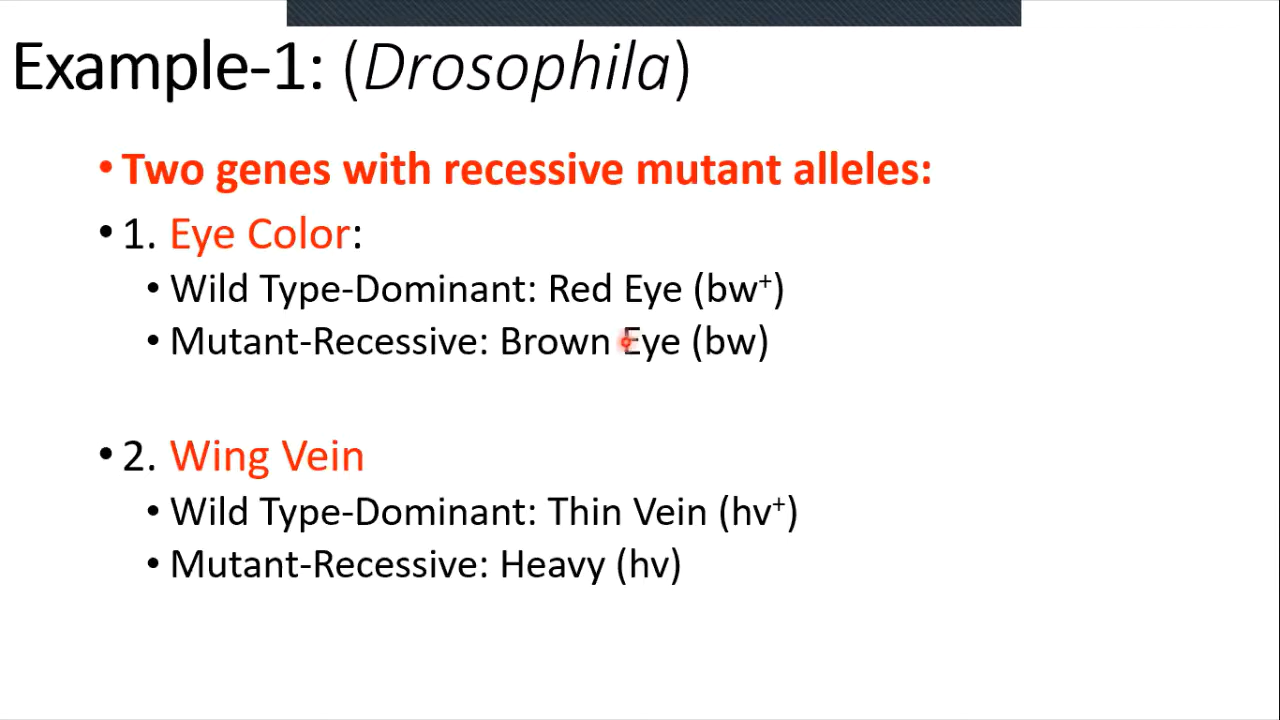 Example-1: (Drosophila)
• Two genes with recessive mutant alleles:
• 1. Eye Color:
• Wild Type-Dominant: Red Eye (bw⁺)
• Mutant-Recessive: Brown Eye (bw)
• 2. Wing Vein
• Wild Type-Dominant: Thin Vein (hv⁺)
• Mutant-Recessive: Heavy (hv)